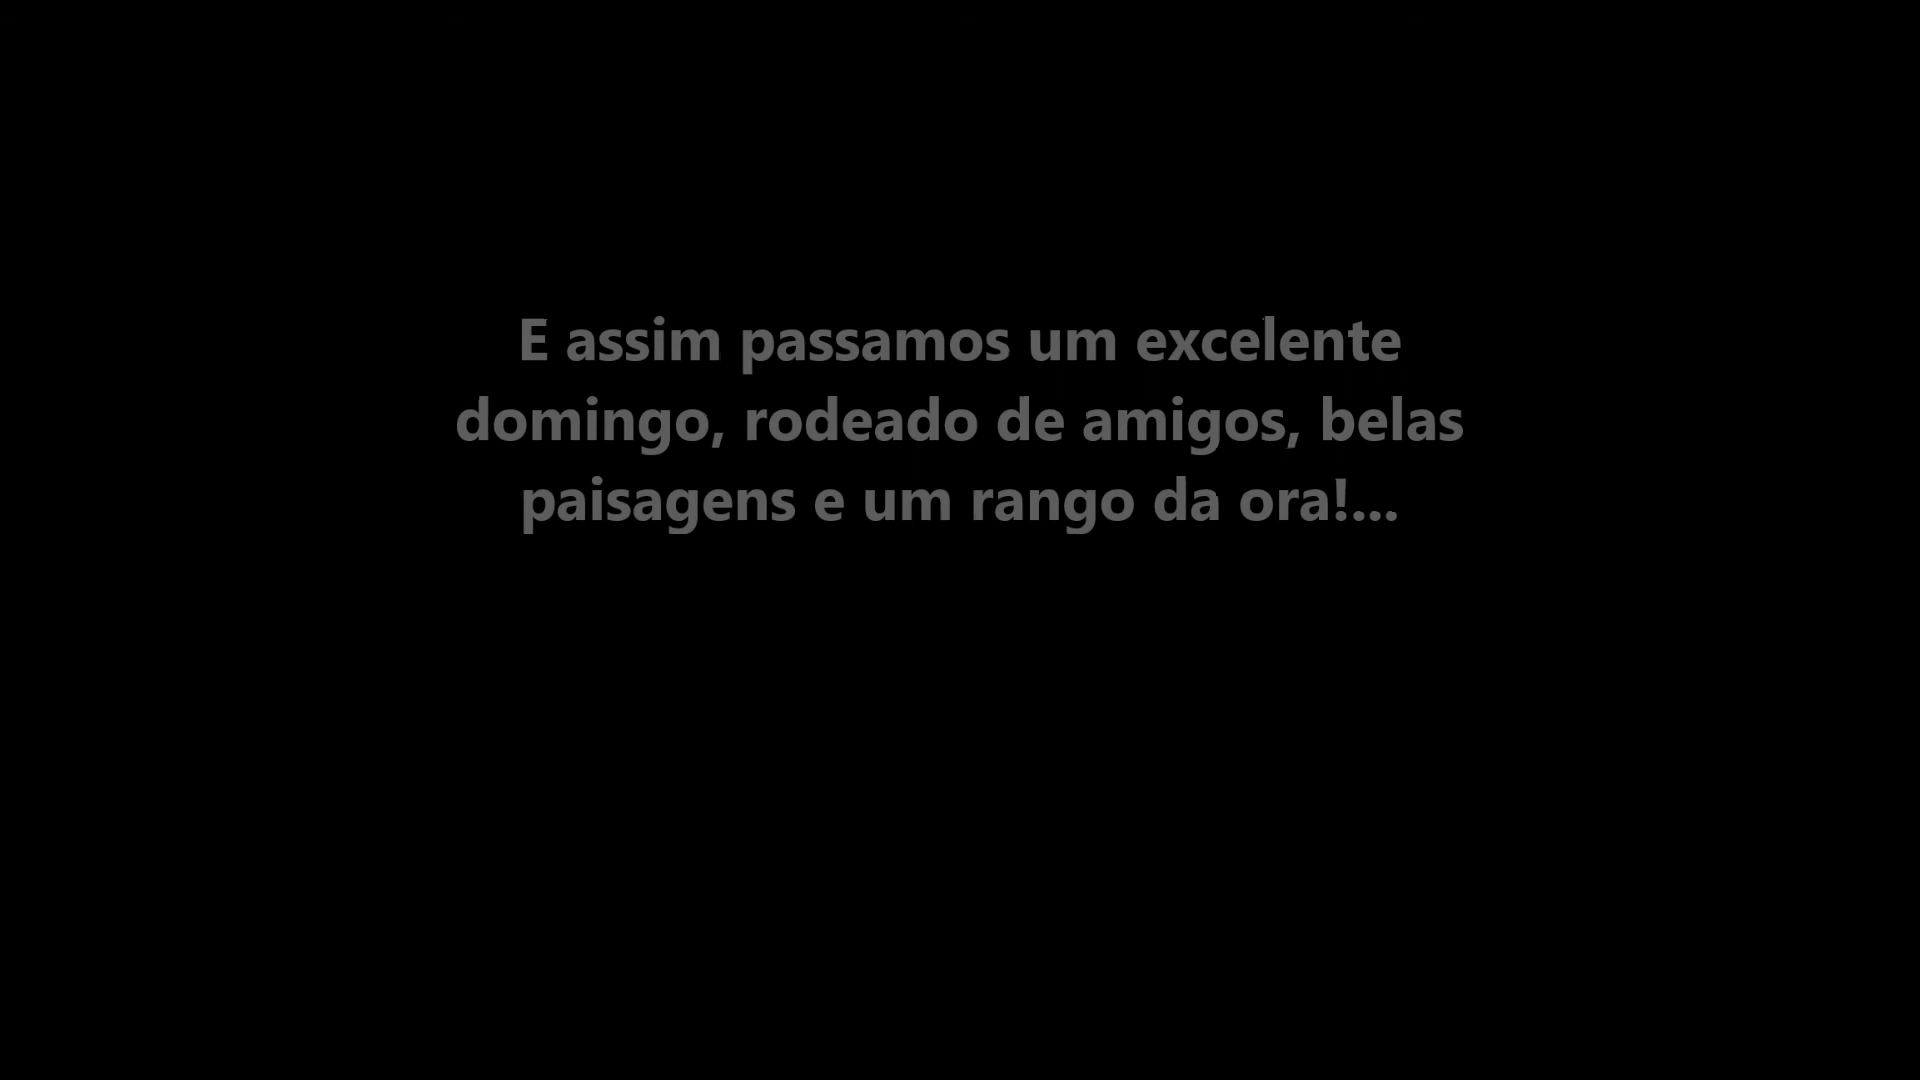 E assim passamos um excelente
domingo, rodeado de amigos, belas
paisagens e um rango da ora!...